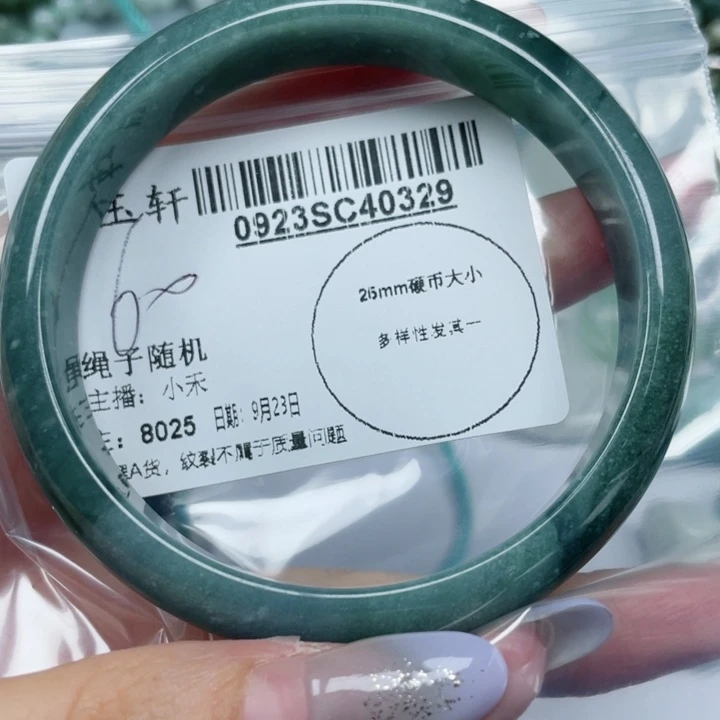 玉轩
0923SC40329
25mm硬币大小
多样性发其一
绳子随机
主播：小禾
: 8025 日期: 9月23日
A货，纹裂不属于质量问题